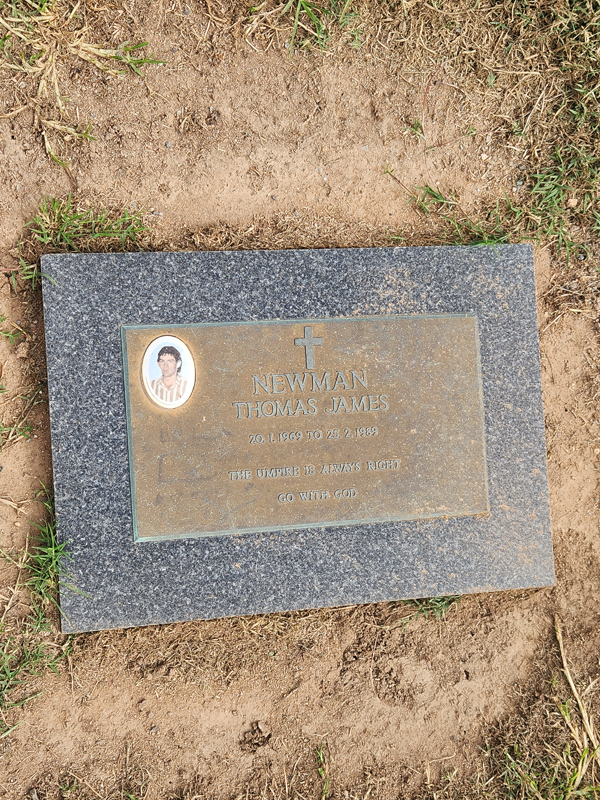 NEWMAN
THOMAS JAMES
20. 1. 1969 TO 25. 2. 1989
THE UMPIRE IS ALWAYS RIGHT
GO WITH GOD